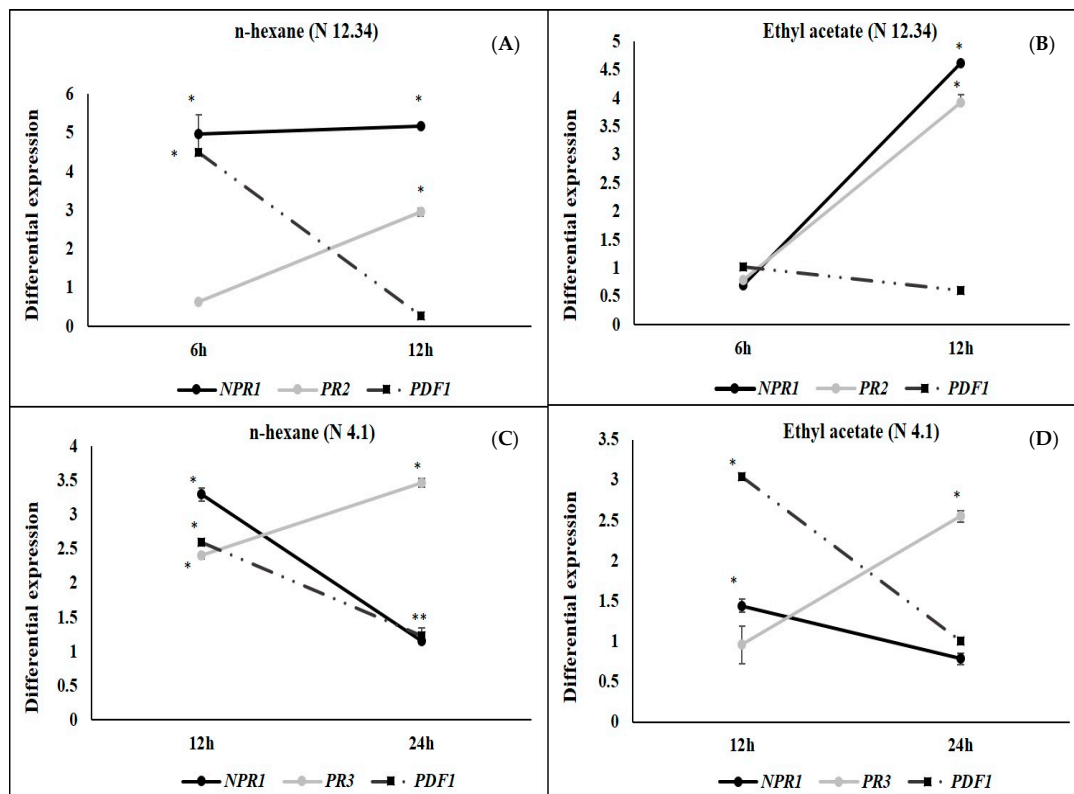 n-hexane (N 12.34)
(A)
*
*
*
*
Differential expression
6
5
4
3
2
1
0
6h
12h
NPR1
PR2
PDF1
Ethyl acetate (N 12.34)
(B)
*
*
Differential expression
5
4.5
4
3.5
3
2.5
2
1.5
1
0.5
0
6h
12h
NPR1
PR2
PDF1
n-hexane (N 4.1)
(C)
*
*
*
*
**
Differential expression
4
3.5
3
2.5
2
1.5
1
0.5
0
12h
24h
NPR1
PR3
PDF1
Ethyl acetate (N 4.1)
(D)
*
*
*
Differential expression
3.5
3
2.5
2
1.5
1
0.5
0
12h
24h
NPR1
PR3
PDF1